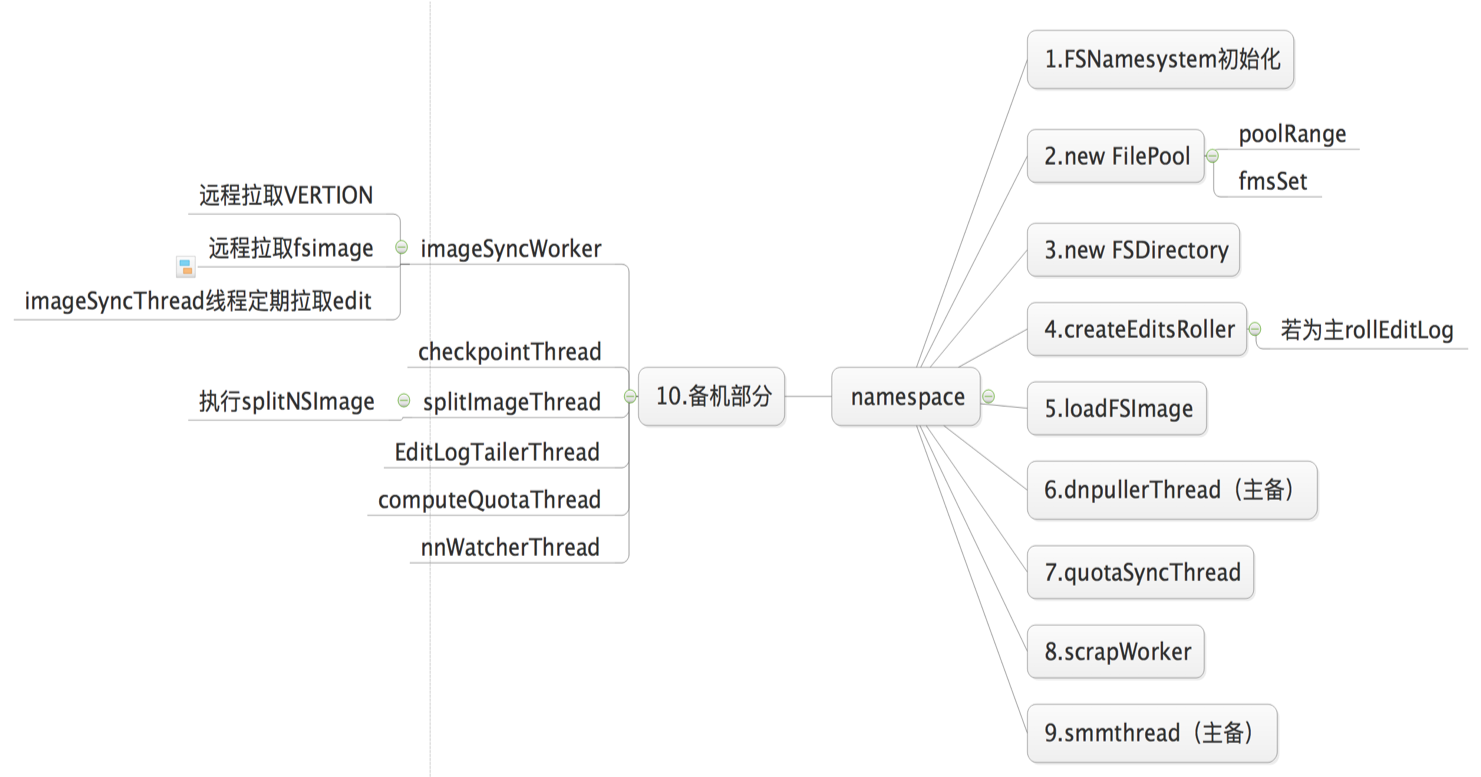 1.FSNamesystem初始化
2.new FilePool
poolRange
fmsSet
3.new FSDirectory
4.createEditsRoller
若为主rollEditLog
5.loadFSImage
6.dnpullerThread（主备）
7.quotaSyncThread
8.scrapWorker
9.smmthread（主备）
namespace
10.备机部分
imageSyncWorker
远程拉取VERTION
远程拉取fsimage
imageSyncThread线程定期拉取edit
checkpointThread
splitImageThread
执行splitNSImage
EditLogTailerThread
computeQuotaThread
nnWatcherThread